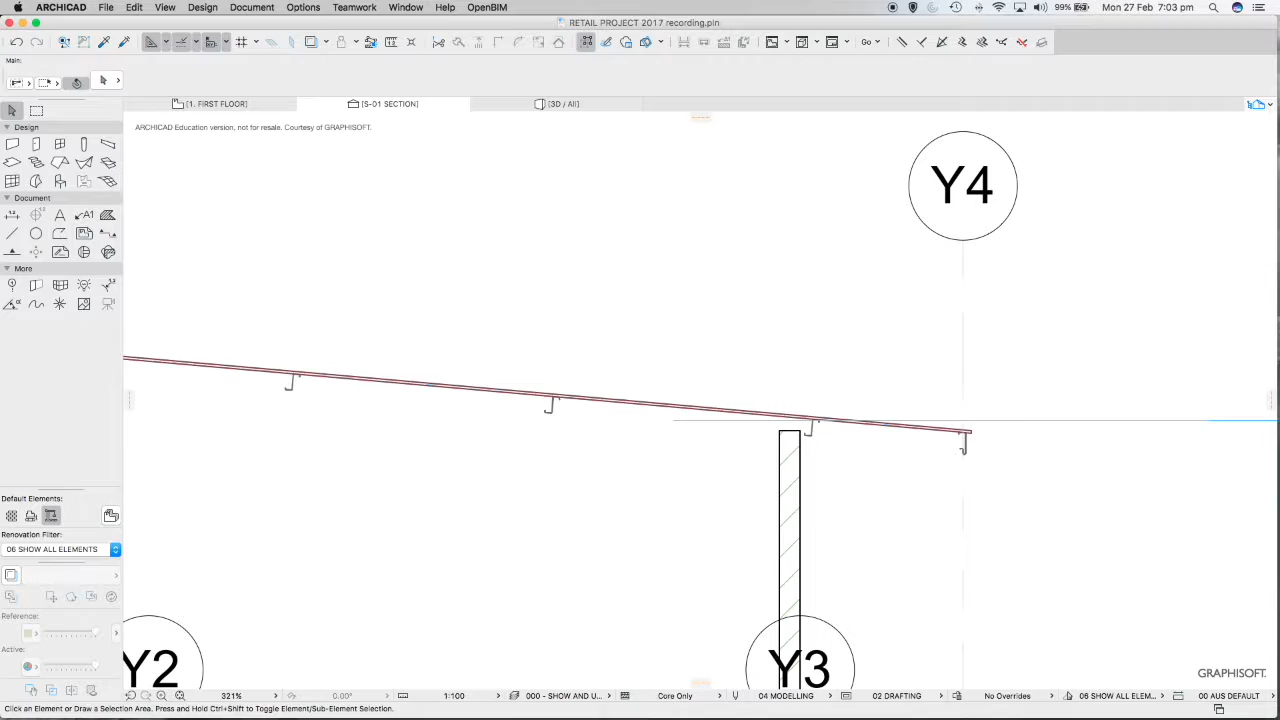 ARCHICAD File Edit View Design Document Options Teamwork Window Help OpenBIM 99% Mon 27 Feb 7:03 pm
RETAIL PROJECT 2017 recording.pln
Go
Main:
[1. FIRST FLOOR] [S-01 SECTION] [3D / All]
ARCHICAD Education version, not for resale. Courtesy of GRAPHISOFT.
Design
Document
More
Y4
Default Elements:
Renovation Filter:
06 SHOW ALL ELEMENTS
Reference:
Active:
Y2
Y3
GRAPHISOFT.
321% 0.00° 1:100 000 - SHOW AND U... Core Only 04 MODELLING 02 DRAFTING No Overrides 06 SHOW ALL ELEM... 00 AUS DEFAULT
Click an Element or Draw a Selection Area. Press and Hold Ctrl+Shift to Toggle Element/Sub-Element Selection.